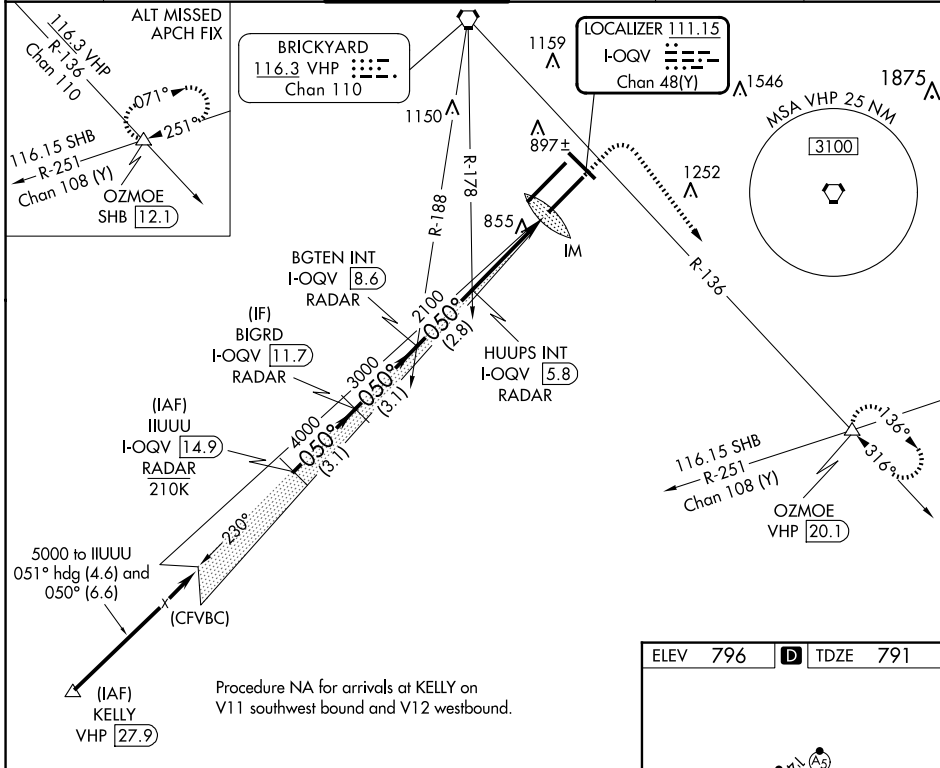 ALT MISSED
APCH FIX
116.3 VHP
R-136
Chan 110
071°
251°
116.15 SHB
R-251
Chan 108 (Y)
OZMOE
SHB 12.1
BRICKYARD
116.3 VHP
Chan 110
LOCALIZER 111.15
I-OQV
Chan 48(Y)
1159
1546
1875
1150
897±
1252
855
IM
MSA VHP 25 NM
3100
R-188
R-178
R-136
BGTEN INT
I-OQV 8.6
RADAR
(IF)
BIGRD
I-OQV 11.7
RADAR
(IAF)
IIUUU
I-OQV 14.9
RADAR
210K
2100
050°
(2.8)
3000
050°
(3.1)
4000
050°
(3.1)
230°
HUUPS INT
I-OQV 5.8
RADAR
5000 to IIUUU
051° hdg (4.6) and
050° (6.6)
(CFVBC)
(IAF)
KELLY
VHP 27.9
116.15 SHB
R-251
Chan 108 (Y)
136°
316°
OZMOE
VHP 20.1
Procedure NA for arrivals at KELLY on
V11 southwest bound and V12 westbound.
ELEV 796 D TDZE 791
A5